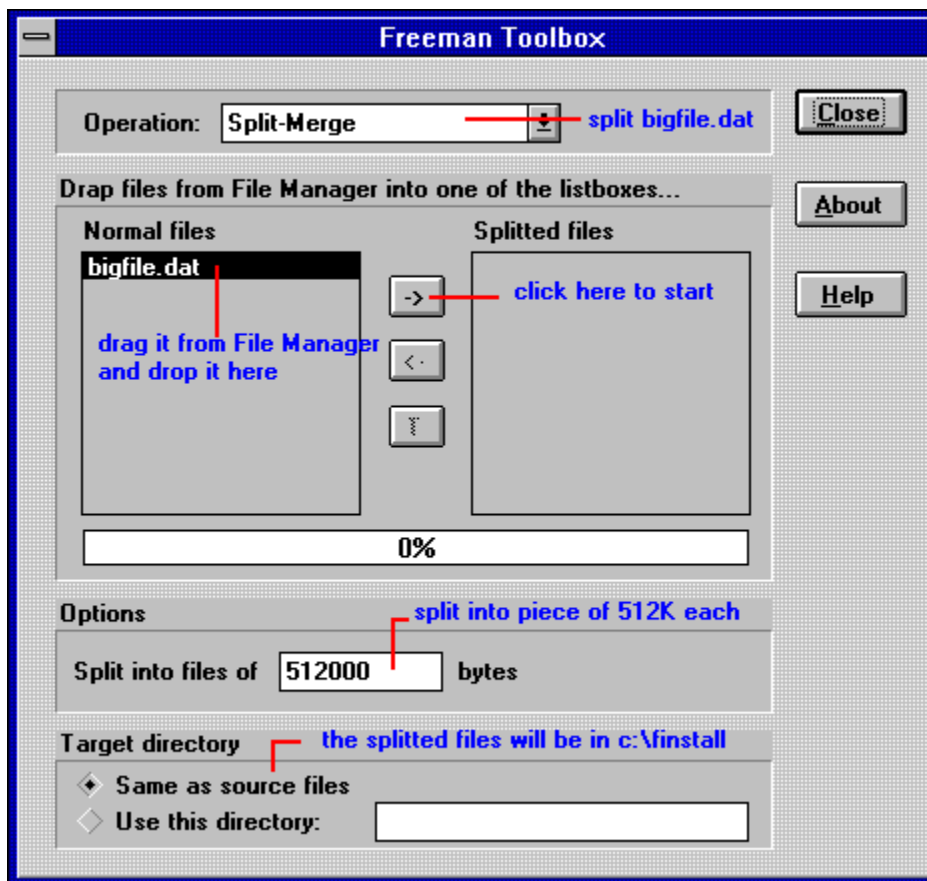 Freeman Toolbox
Operation: Split-Merge split bigfile.dat
Close
Drap files from File Manager into one of the listboxes...
About
Normal files Splitted files
bigfile.dat
-> click here to start
Help
drag it from File Manager
and drop it here
<-
0%
Options split into piece of 512K each
Split into files of 512000 bytes
Target directory the splitted files will be in c:\finstall
Same as source files
Use this directory: